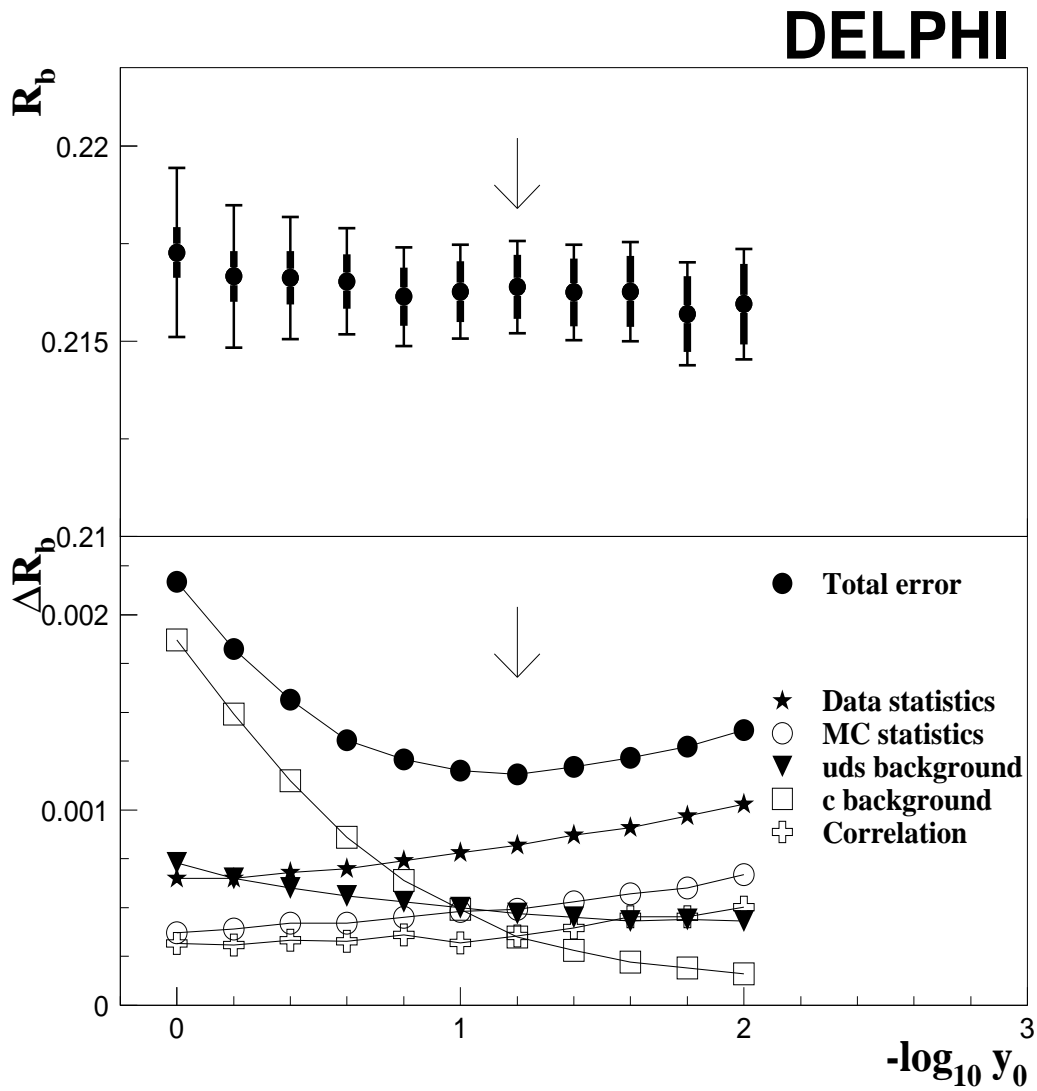 DELPHI
R_b
0.22
0.215
0.21
ΔR_b
0.002
0.001
0
Total error
Data statistics
MC statistics
uds background
c background
Correlation
0 1 2 3
-log_10 y_0